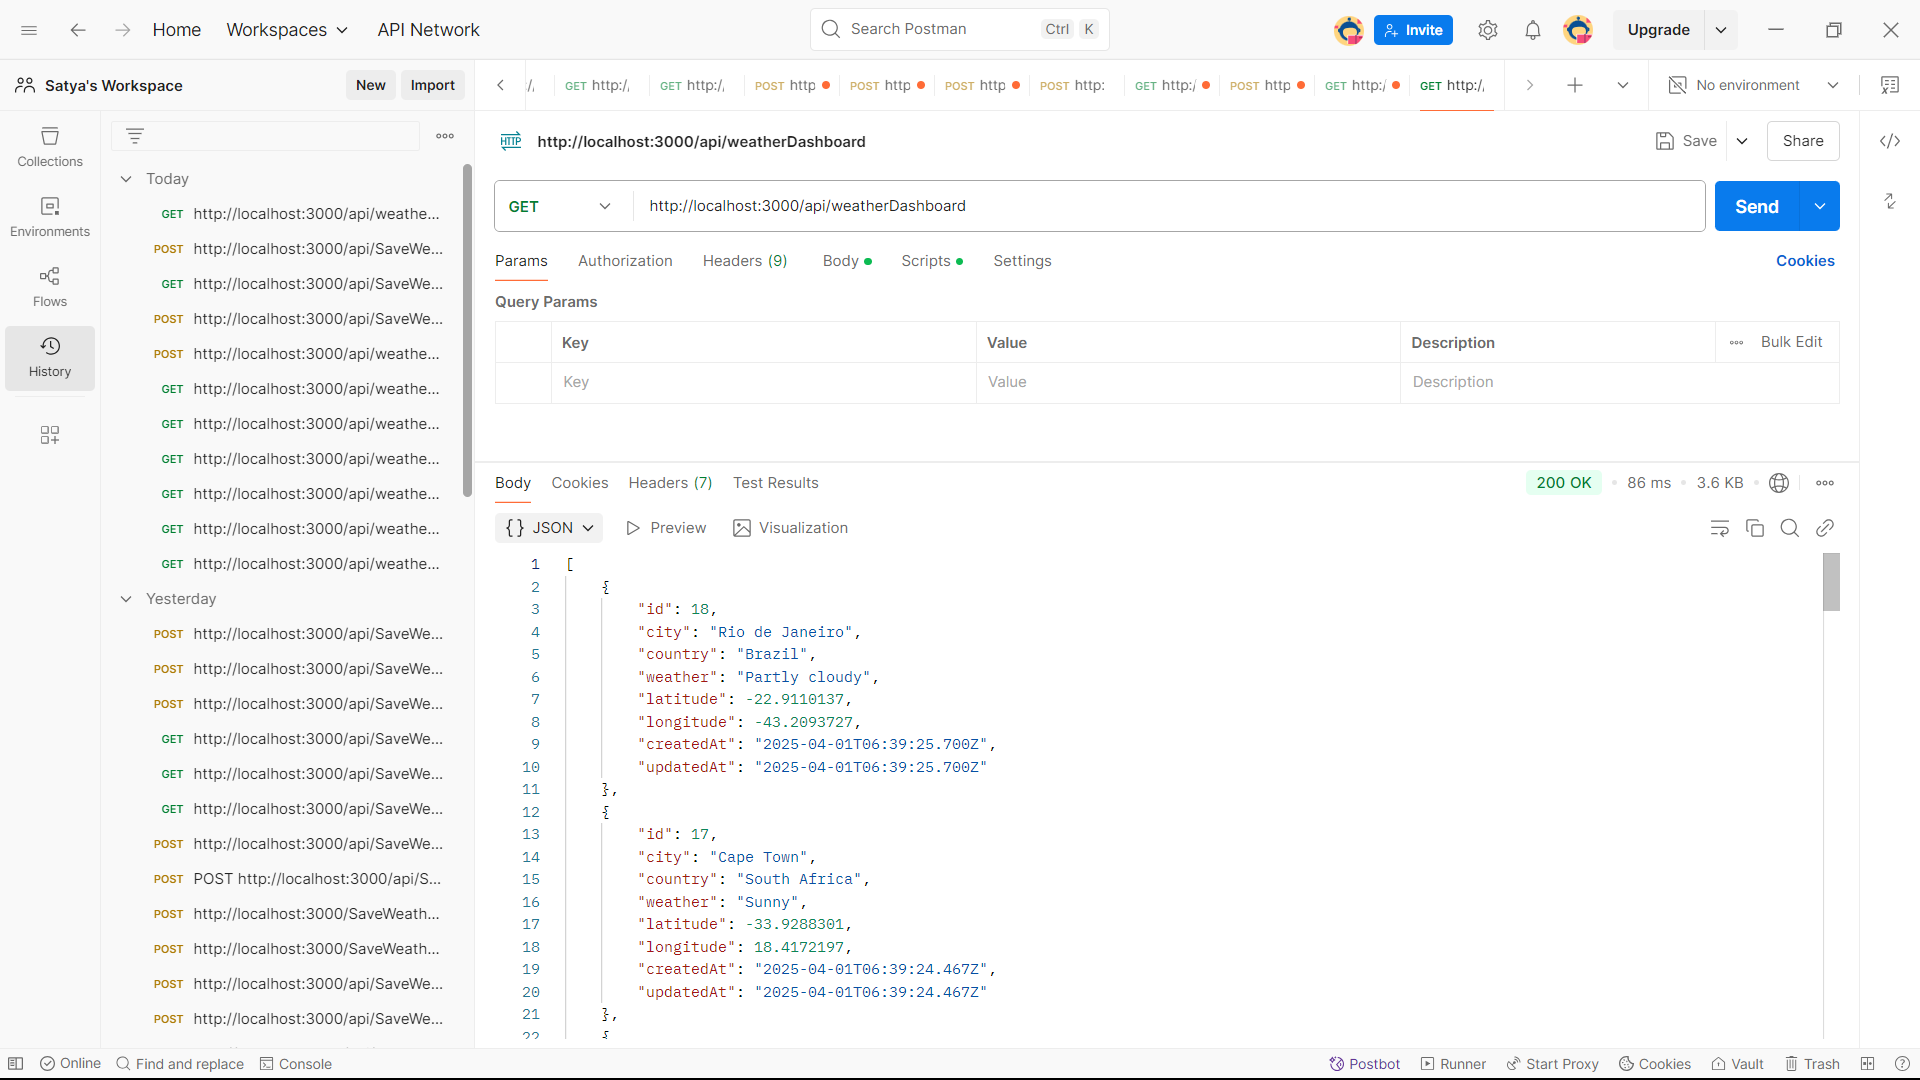 Home Workspaces API Network Search Postman Ctrl K Invite Upgrade
Satya's Workspace New Import
GET http:/, GET http:/, POST http POST http POST http POST http: GET http:/ POST http GET http:/ GET http:/,
No environment
Collections
Environments
Flows
History
Today
GET http://localhost:3000/api/weathe...
POST http://localhost:3000/api/SaveWe...
GET http://localhost:3000/api/SaveWe...
POST http://localhost:3000/api/SaveWe...
POST http://localhost:3000/api/weathe...
GET http://localhost:3000/api/weathe...
GET http://localhost:3000/api/weathe...
GET http://localhost:3000/api/weathe...
GET http://localhost:3000/api/weathe...
GET http://localhost:3000/api/weathe...
GET http://localhost:3000/api/weathe...
Yesterday
POST http://localhost:3000/api/SaveWe...
POST http://localhost:3000/api/SaveWe...
POST http://localhost:3000/api/SaveWe...
GET http://localhost:3000/api/SaveWe...
GET http://localhost:3000/api/SaveWe...
GET http://localhost:3000/api/SaveWe...
POST http://localhost:3000/api/SaveWe...
POST POST http://localhost:3000/api/S...
POST http://localhost:3000/SaveWeath...
POST http://localhost:3000/SaveWeath...
POST http://localhost:3000/api/SaveWe...
POST http://localhost:3000/api/SaveWe...
HTTP http://localhost:3000/api/weatherDashboard Save Share
GET http://localhost:3000/api/weatherDashboard Send
Params Authorization Headers (9) Body Scripts Settings Cookies
Query Params
Key Value Description Bulk Edit
Key Value Description
Body Cookies Headers (7) Test Results 200 OK 86 ms 3.6 KB
{} JSON Preview Visualization
1 [
2 {
3 "id": 18,
4 "city": "Rio de Janeiro",
5 "country": "Brazil",
6 "weather": "Partly cloudy",
7 "latitude": -22.9110137,
8 "longitude": -43.2093727,
9 "createdAt": "2025-04-01T06:39:25.700Z",
10 "updatedAt": "2025-04-01T06:39:25.700Z"
11 },
12 {
13 "id": 17,
14 "city": "Cape Town",
15 "country": "South Africa",
16 "weather": "Sunny",
17 "latitude": -33.9288301,
18 "longitude": 18.4172197,
19 "createdAt": "2025-04-01T06:39:24.467Z",
20 "updatedAt": "2025-04-01T06:39:24.467Z"
21 },
22 {
Online Find and replace Console Postbot Runner Start Proxy Cookies Vault Trash